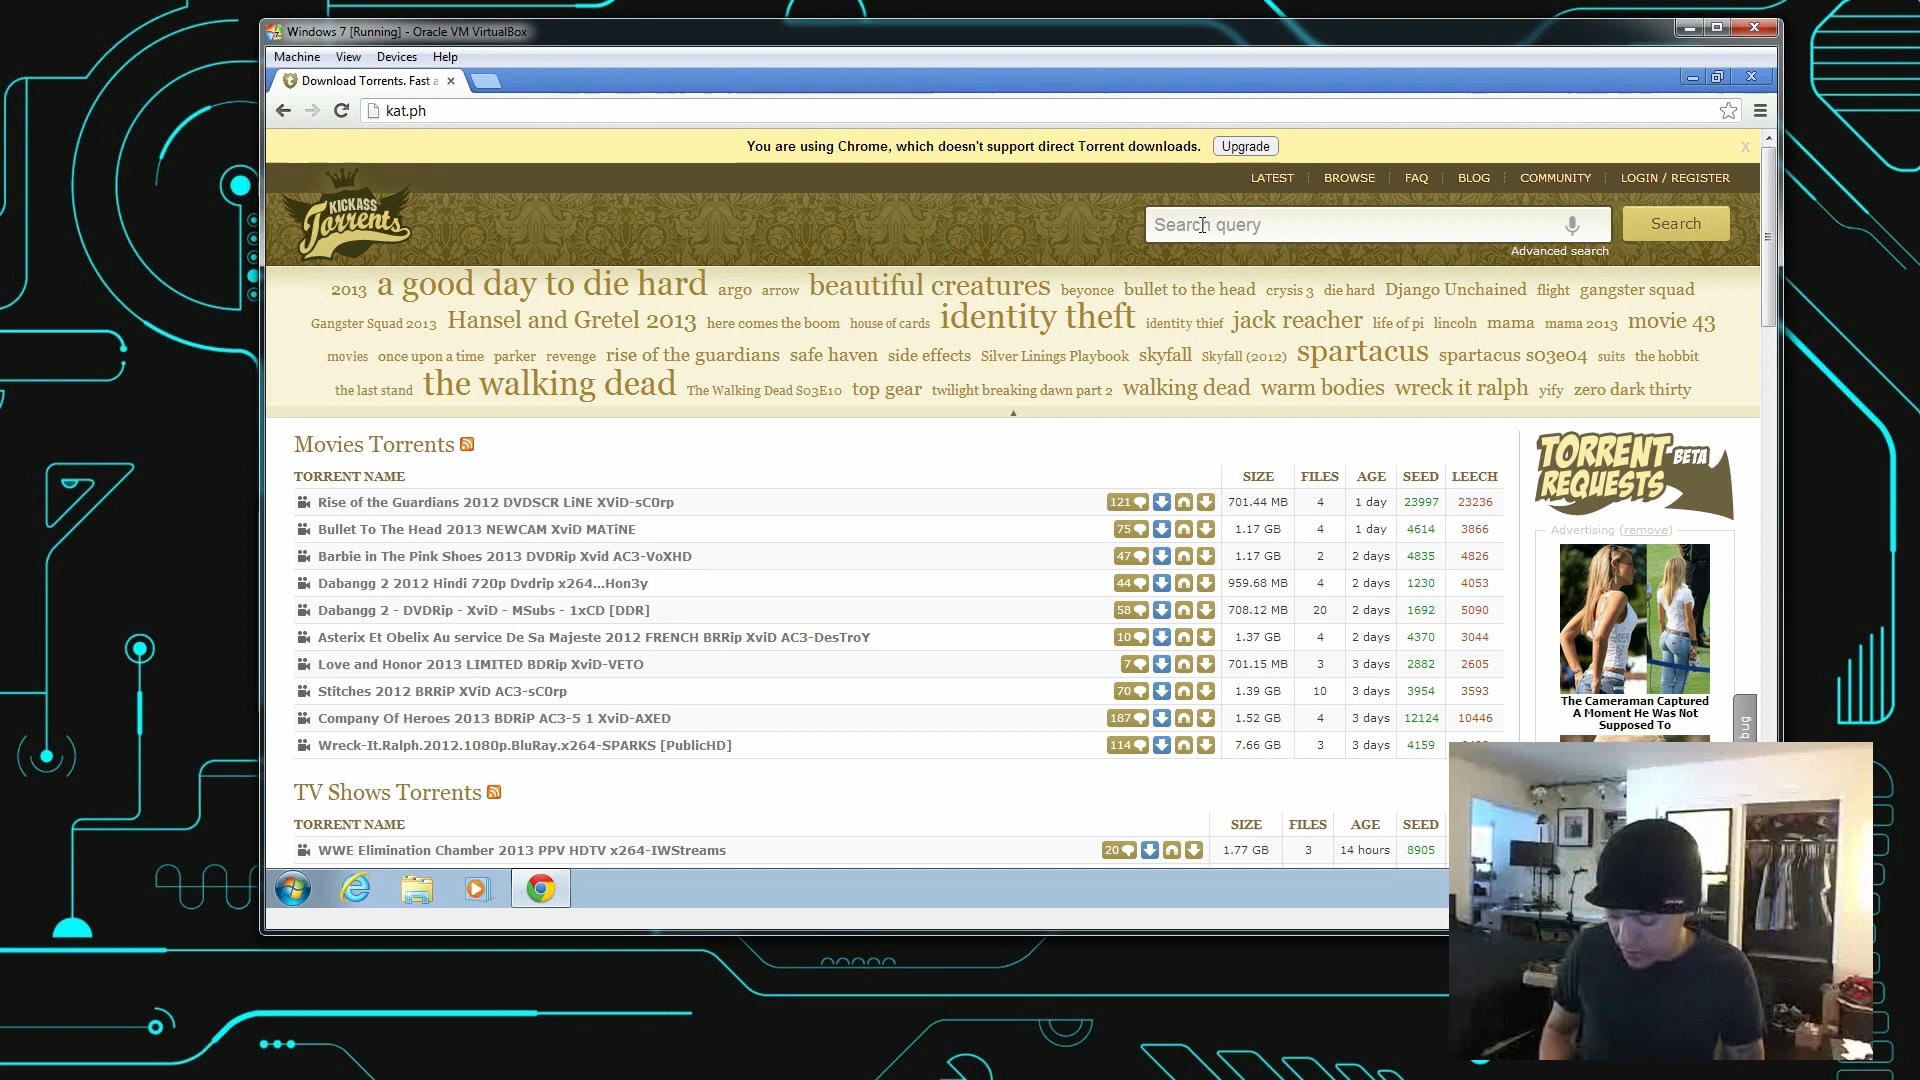 Windows 7 [Running] - Oracle VM VirtualBox
Machine View Devices Help
Download Torrents. Fast a
kat.ph
You are using Chrome, which doesn't support direct Torrent downloads. Upgrade
X
LATEST BROWSE FAQ BLOG COMMUNITY LOGIN / REGISTER
KICKASS
Torrents
Search query Search
Advanced search
2013 a good day to die hard argo arrow beautiful creatures beyonce bullet to the head crysis 3 die hard Django Unchained flight gangster squad
Gangster Squad 2013 Hansel and Gretel 2013 here comes the boom house of cards identity theft identity thief jack reacher life of pi lincoln mama mama 2013 movie 43
movies once upon a time parker revenge rise of the guardians safe haven side effects Silver Linings Playbook skyfall Skyfall (2012) spartacus spartacus s03e04 suits the hobbit
the last stand the walking dead The Walking Dead S03E10 top gear twilight breaking dawn part 2 walking dead warm bodies wreck it ralph yify zero dark thirty
Movies Torrents
TORRENT NAME SIZE FILES AGE SEED LEECH
Rise of the Guardians 2012 DVDSCR LiNE XViD-sC0rp 121 701.44 MB 4 1 day 23997 23236
Bullet To The Head 2013 NEWCAM XviD MATiNE 75 1.17 GB 4 1 day 4614 3866
Barbie in The Pink Shoes 2013 DVDRip Xvid AC3-VoXHD 47 1.17 GB 2 2 days 4835 4826
Dabangg 2 2012 Hindi 720p Dvdrip x264...Hon3y 44 959.68 MB 4 2 days 1230 4053
Dabangg 2 - DVDRip - XviD - MSubs - 1xCD [DDR] 58 708.12 MB 20 2 days 1692 5090
Asterix Et Obelix Au service De Sa Majeste 2012 FRENCH BRRip XviD AC3-DesTroY 10 1.37 GB 4 2 days 4370 3044
Love and Honor 2013 LIMITED BDRip XviD-VETO 7 701.15 MB 3 3 days 2882 2605
Stitches 2012 BRRiP XViD AC3-sC0rp 70 1.39 GB 10 3 days 3954 3593
Company Of Heroes 2013 BDRiP AC3-5 1 XviD-AXED 187 1.52 GB 4 3 days 12124 10446
Wreck-It.Ralph.2012.1080p.BluRay.x264-SPARKS [PublicHD] 114 7.66 GB 3 3 days 4159
TORRENT BETA
REQUESTS
Advertising (remove)
The Cameraman Captured
A Moment He Was Not
Supposed To
bug
TV Shows Torrents
TORRENT NAME SIZE FILES AGE SEED
WWE Elimination Chamber 2013 PPV HDTV x264-IWStreams 20 1.77 GB 3 14 hours 8905